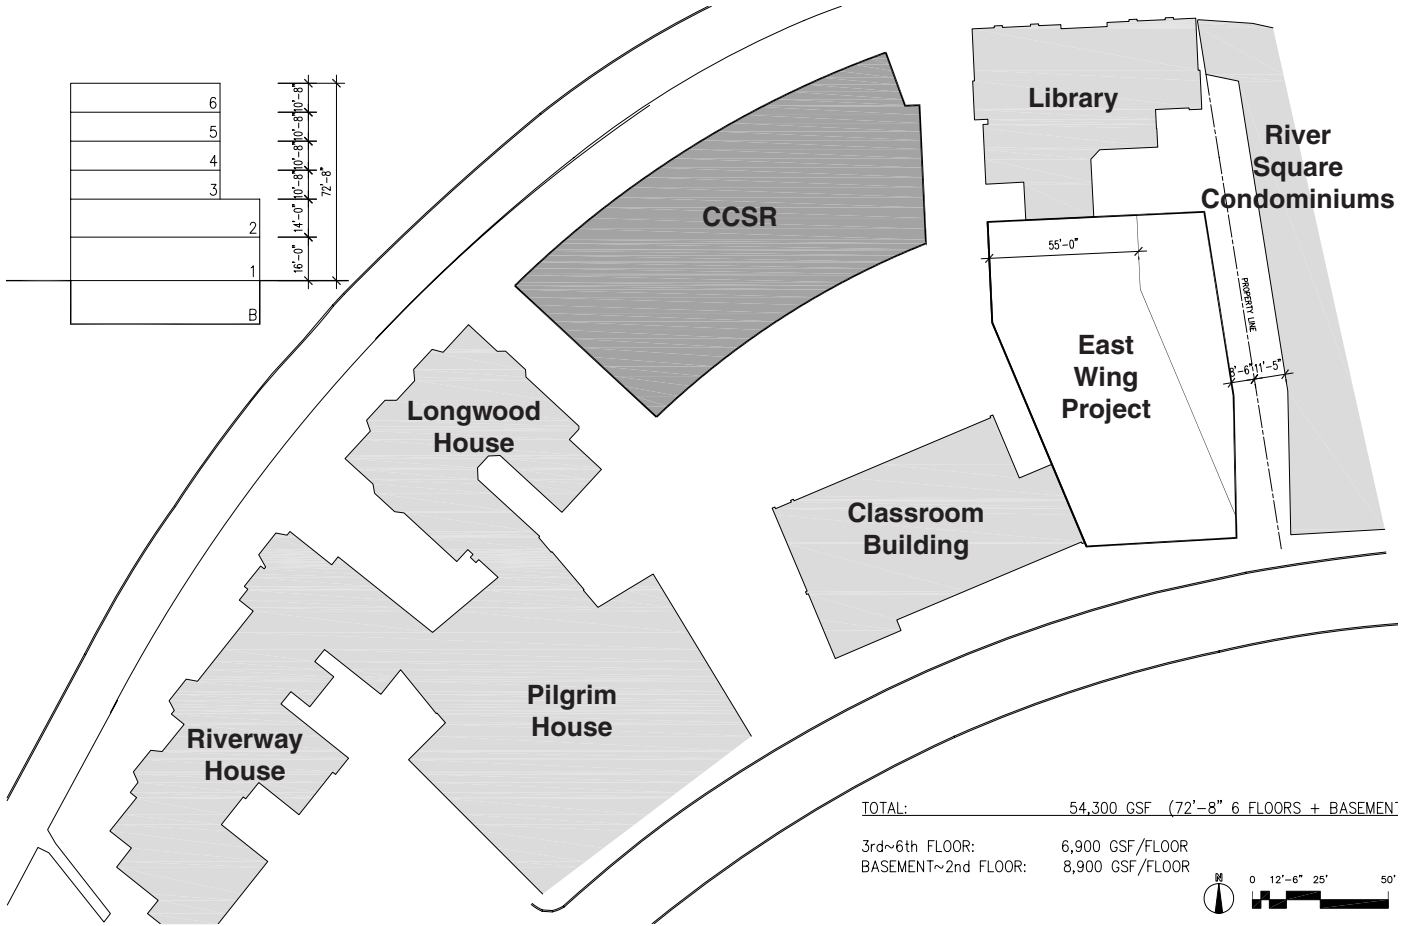 6
5
4
3
2
1
B
10'-8"
10'-8"
10'-8"
10'-8"
14'-0"
16'-0"
72'-8"
CCSR
Library
River
Square
Condominiums
55'-0"
PROPERTY LINE
East
Wing
Project
8'-6"
11'-5"
Longwood
House
Classroom
Building
Pilgrim
House
Riverway
House
TOTAL: 54,300 GSF (72'-8" 6 FLOORS + BASEMENT
3rd~6th FLOOR: 6,900 GSF/FLOOR
BASEMENT~2nd FLOOR: 8,900 GSF/FLOOR
N
0 12'-6" 25' 50'